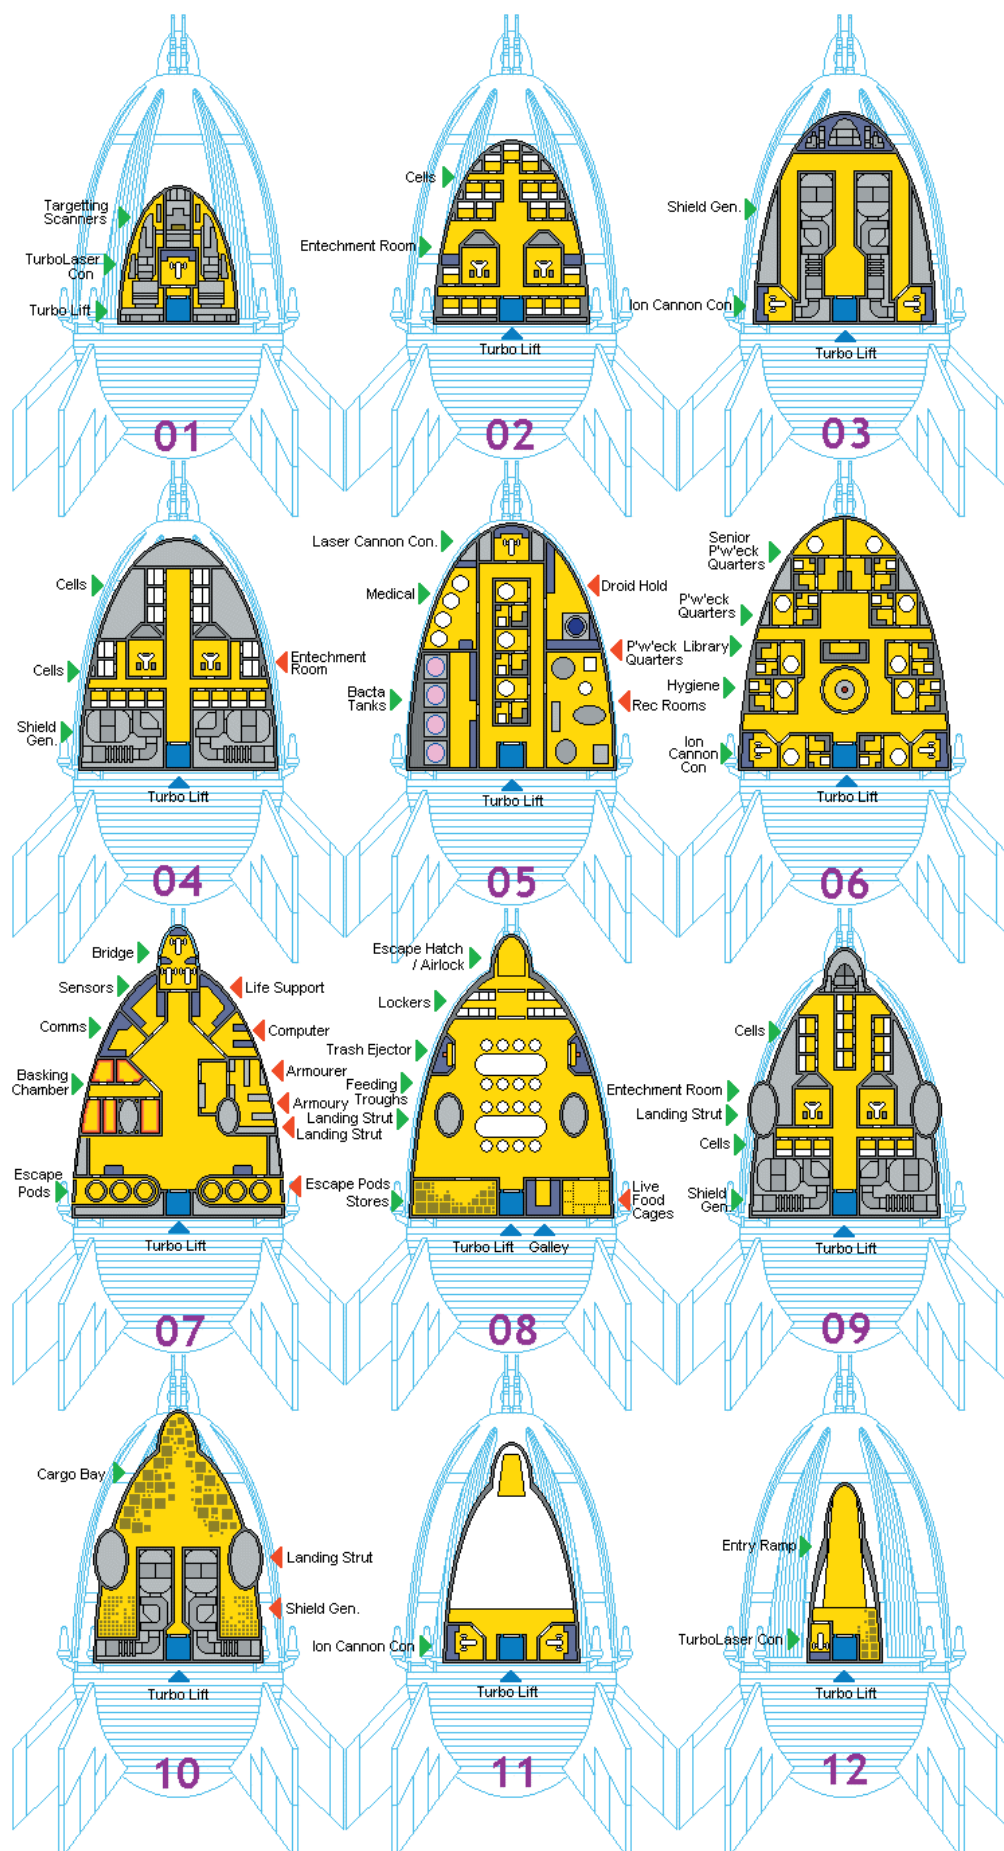 Targetting
Scanners
TurboLaser
Con
Turbo Lift
01
Cells
Entechment Room
Turbo Lift
02
Shield Gen.
Ion Cannon Con
Turbo Lift
03
Cells
Cells
Shield
Gen.
Entechment
Room
Turbo Lift
04
Laser Cannon Con.
Medical
Bacta
Tanks
Droid Hold
P'w'eck Library
Quarters
Rec Rooms
Turbo Lift
05
Senior
P'w'eck
Quarters
P'w'eck
Quarters
Hygiene
Ion
Cannon
Con
Turbo Lift
06
Bridge
Sensors
Comms
Basking
Chamber
Escape
Pods
Life Support
Computer
Armourer
Armoury
Landing Strut
Escape Pods
Turbo Lift
07
Escape Hatch
/ Airlock
Lockers
Trash Ejector
Feeding
Troughs
Landing Strut
Stores
Live
Food
Cages
Turbo Lift
Galley
08
Cells
Entechment Room
Landing Strut
Cells
Shield
Gen
Turbo Lift
09
Cargo Bay
Landing Strut
Shield Gen.
Turbo Lift
10
Ion Cannon Con
Turbo Lift
11
Entry Ramp
TurboLaser Con
Turbo Lift
12